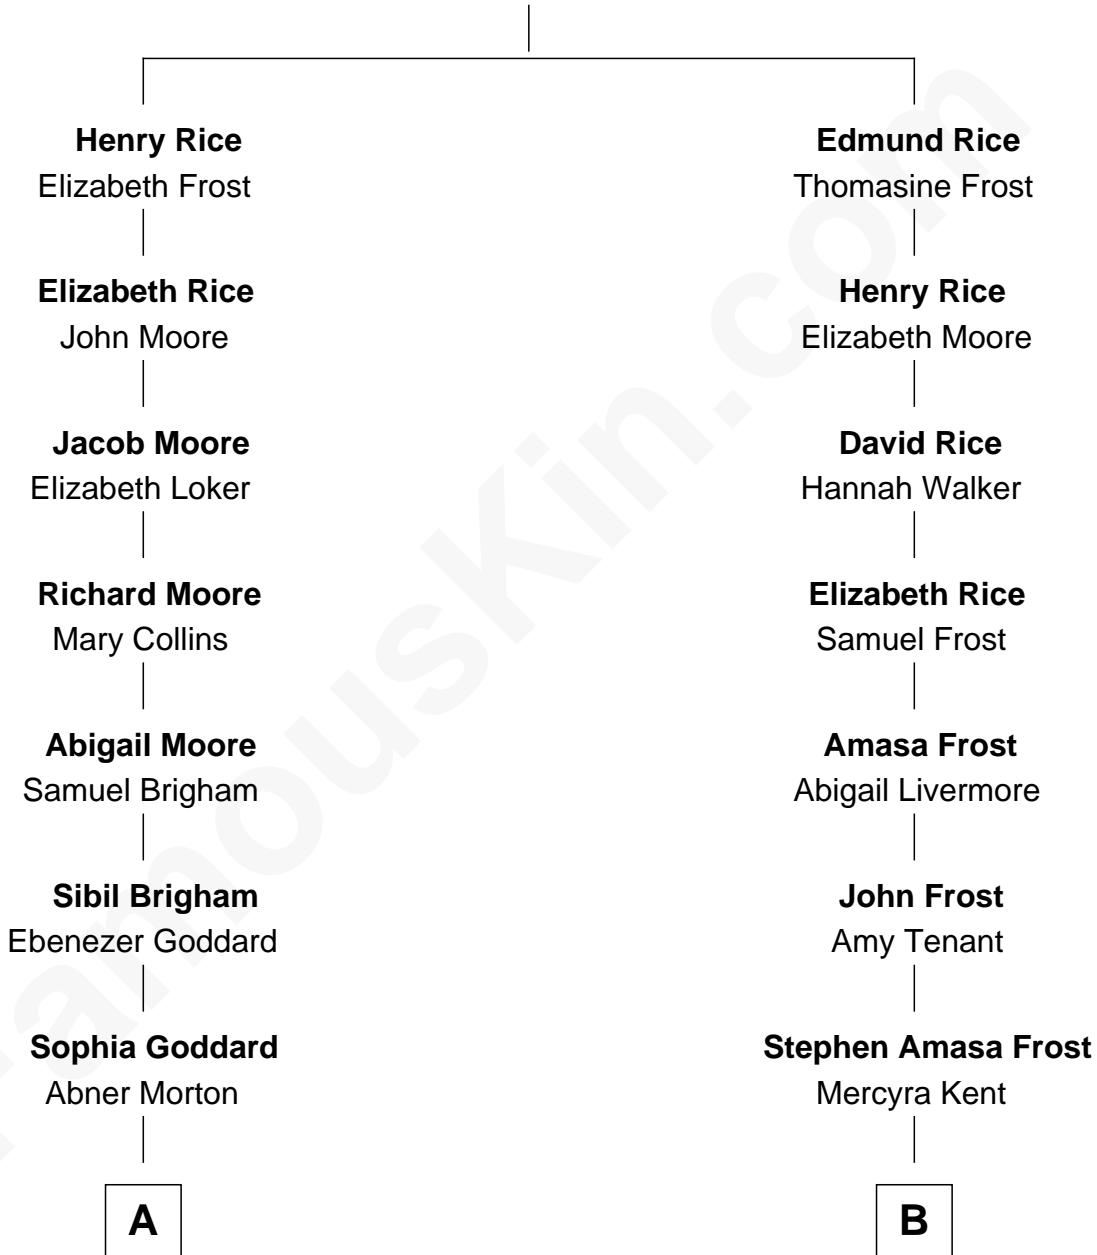 Henry Rice
Elizabeth Frost
Elizabeth Rice
John Moore
Jacob Moore
Elizabeth Loker
Richard Moore
Mary Collins
Abigail Moore
Samuel Brigham
Sibil Brigham
Ebenezer Goddard
Sophia Goddard
Abner Morton
A
Edmund Rice
Thomasine Frost
Henry Rice
Elizabeth Moore
David Rice
Hannah Walker
Elizabeth Rice
Samuel Frost
Amasa Frost
Abigail Livermore
John Frost
Amy Tenant
Stephen Amasa Frost
Mercyra Kent
B
FamousKin.com